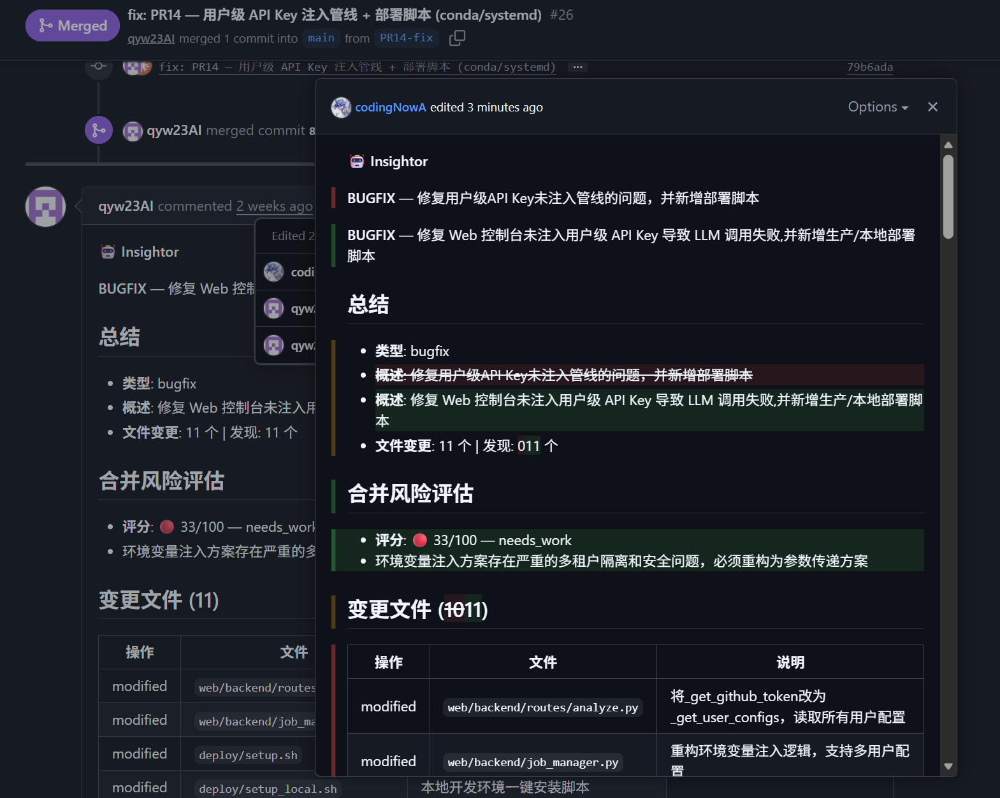 Merged
fix: PR14 — 用户级 API Key 注入管线 + 部署脚本 (conda/systemd) #26
qyw23AI merged 1 commit into main from PR14-fix
fix: PR14 — 用户级 API Key 注入管线 + 部署脚本 (conda/systemd) ...
79b6ada
qyw23AI merged commit 8
qyw23AI commented 2 weeks ago
Edited 2
codi
qyw
qyw
Insightor
BUGFIX — 修复 Web 控制
总结
类型: bugfix
概述: 修复 Web 控制台未注入用
文件变更: 11 个 | 发现: 11 个
合并风险评估
评分: 33/100 — needs_work
环境变量注入方案存在严重的多
变更文件 (11)
操作 文件
modified web/backend/routes
modified web/backend/job_ma
modified deploy/setup.sh
modified deploy/setup_local.sh 本地开发环境一键安装脚本
codingNowA edited 3 minutes ago
Options
Insightor
BUGFIX — 修复用户级API Key未注入管线的问题，并新增部署脚本
BUGFIX — 修复 Web 控制台未注入用户级 API Key 导致 LLM 调用失败,并新增生产/本地部署
脚本
总结
类型: bugfix
概述: 修复用户级API Key未注入管线的问题，并新增部署脚本
概述: 修复 Web 控制台未注入用户级 API Key 导致 LLM 调用失败,并新增生产/本地部署脚
本
文件变更: 11 个 | 发现: 011 个
合并风险评估
评分: 33/100 — needs_work
环境变量注入方案存在严重的多租户隔离和安全问题，必须重构为参数传递方案
变更文件 (1011)
操作 文件 说明
modified web/backend/routes/analyze.py 将_get_github_token改为
_get_user_configs，读取所有用户配置
modified web/backend/job_manager.py 重构环境变量注入逻辑，支持多用户配
置